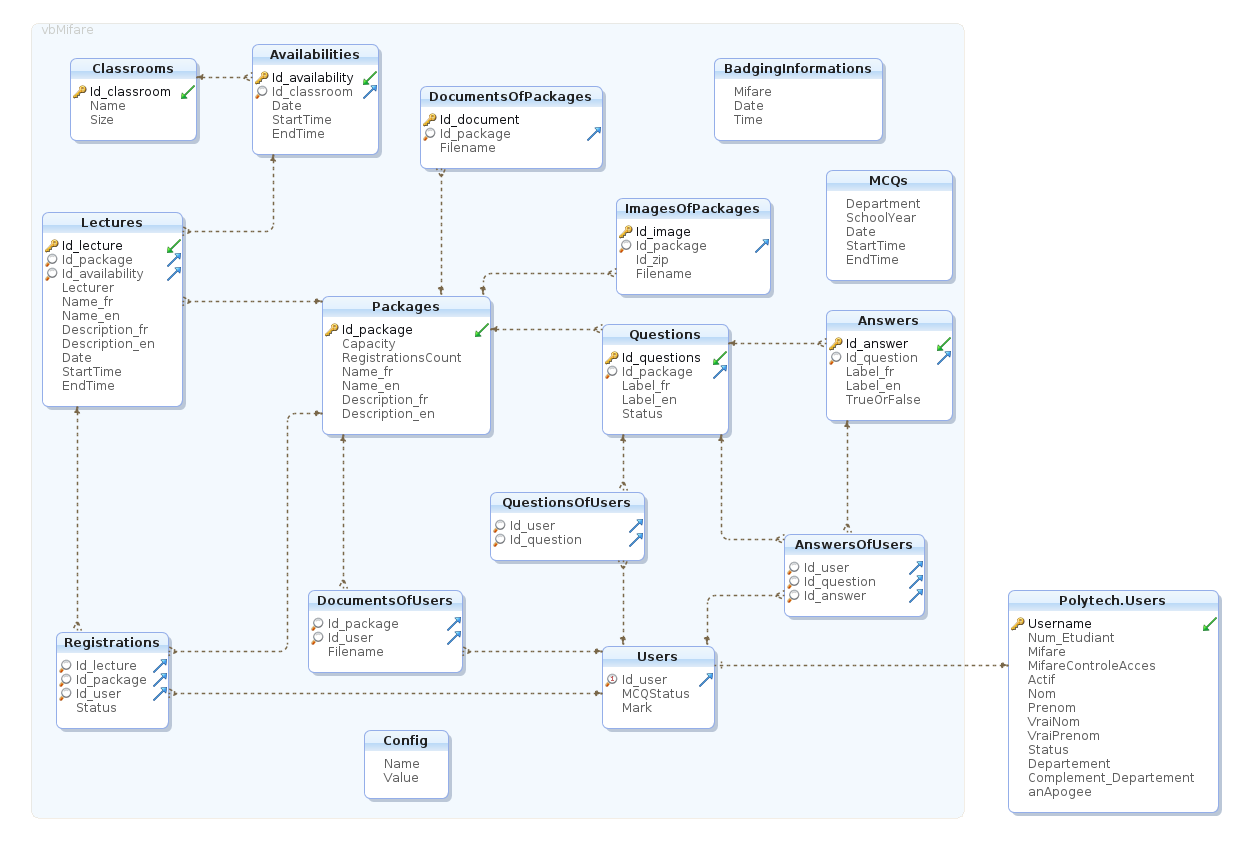 vbMifare
Classrooms
Id_classroom
Name
Size
Availabilities
Id_availability
Id_classroom
Date
StartTime
EndTime
DocumentsOfPackages
Id_document
Id_package
Filename
BadgingInformations
Mifare
Date
Time
MCQs
Department
SchoolYear
Date
StartTime
EndTime
Lectures
Id_lecture
Id_package
Id_availability
Lecturer
Name_fr
Name_en
Description_fr
Description_en
Date
StartTime
EndTime
ImagesOfPackages
Id_image
Id_package
Id_zip
Filename
Packages
Id_package
Capacity
RegistrationsCount
Name_fr
Name_en
Description_fr
Description_en
Questions
Id_questions
Id_package
Label_fr
Label_en
Status
Answers
Id_answer
Id_question
Label_fr
Label_en
TrueOrFalse
QuestionsOfUsers
Id_user
Id_question
AnswersOfUsers
Id_user
Id_question
Id_answer
DocumentsOfUsers
Id_package
Id_user
Filename
Registrations
Id_lecture
Id_package
Id_user
Status
Users
Id_user
MCQStatus
Mark
Polytech.Users
Username
Num_Etudiant
Mifare
MifareControleAcces
Actif
Nom
Prenom
VraiNom
VraiPrenom
Status
Departement
Complement_Departement
anApogee
Config
Name
Value